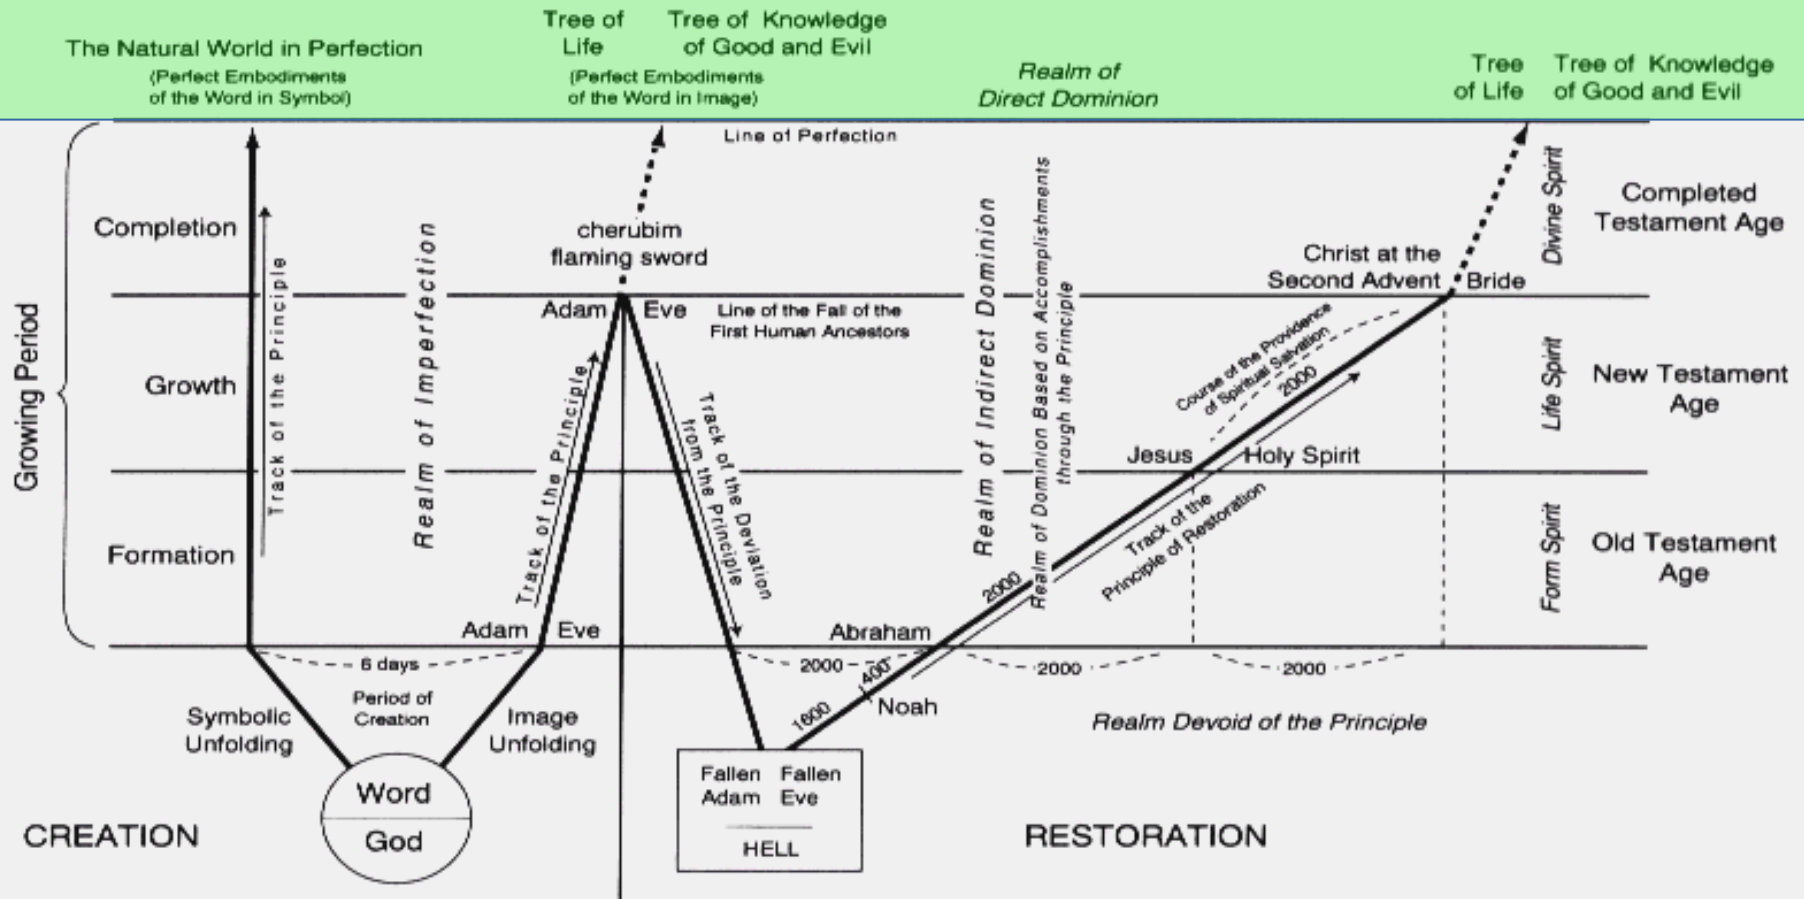 Tree of
Life
Tree of Knowledge
of Good and Evil
The Natural World in Perfection
(Perfect Embodiments
of the Word in Symbol)
(Perfect Embodiments
of the Word in Image)
Realm of
Direct Dominion
Tree
of Life
Tree of Knowledge
of Good and Evil
Line of Perfection
Growing Period
Completion
Growth
Formation
Track of the Principle
Realm of Imperfection
cherubim
flaming sword
Adam
Eve
Line of the Fall of the
First Human Ancestors
Track of the Principle
Track of the Deviation
from the Principle
Realm of Indirect Dominion
Realm of Dominion Based on Accomplishments
through the Principle
Christ at the
Second Advent
Bride
Course of the Providence
of Spiritual Salvation
2000
Jesus
Holy Spirit
Track of the
Principle of Restoration
2000
Divine Spirit
Life Spirit
Form Spirit
Completed
Testament Age
New Testament
Age
Old Testament
Age
Adam
Eve
Abraham
6 days
Period of
Creation
2000
400
1600
Noah
2000
2000
Symbolic
Unfolding
Image
Unfolding
Realm Devoid of the Principle
Word
God
Fallen
Adam
Fallen
Eve
HELL
CREATION
RESTORATION